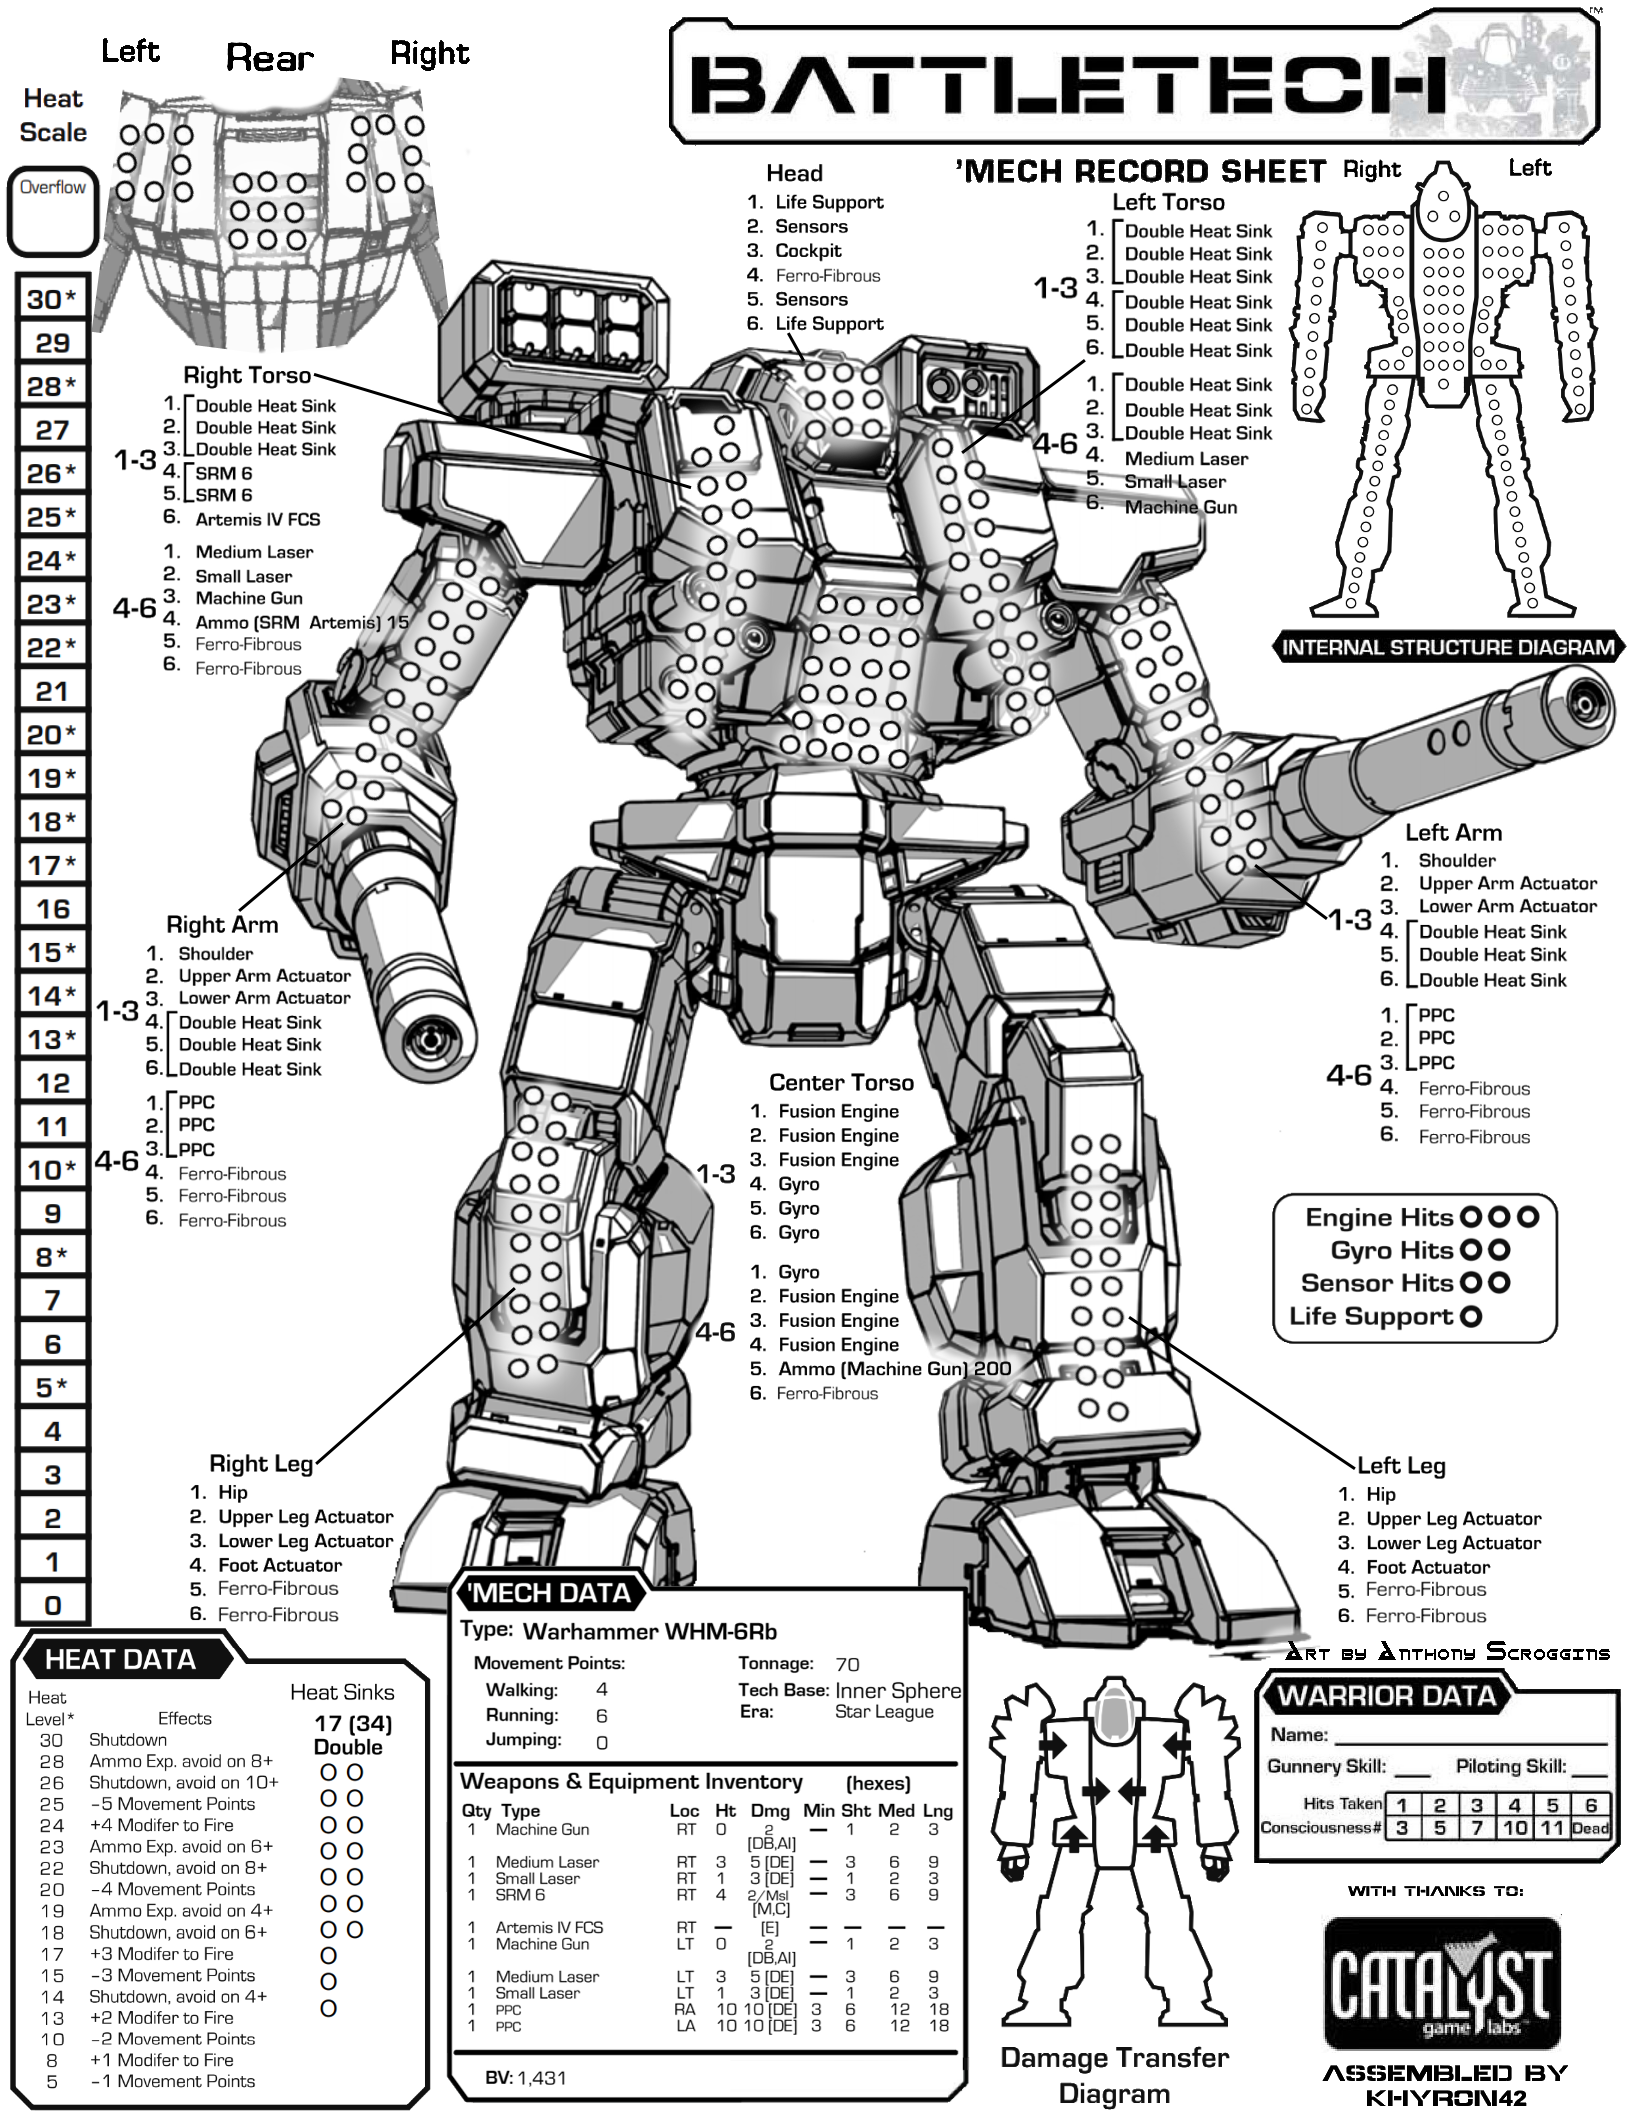 Left Rear Right
BATTLETECH
TM
'MECH RECORD SHEET
Heat
Scale
Overflow
30*
29
28*
27
26*
25*
24*
23*
22*
21
20*
19*
18*
17*
16
15*
14*
13*
12
11
10*
9
8*
7
6
5*
4
3
2
1
0
Head
1. Life Support
2. Sensors
3. Cockpit
4. Ferro-Fibrous
5. Sensors
6. Life Support
Left Torso
1-3
1. Double Heat Sink
2. Double Heat Sink
3. Double Heat Sink
4. Double Heat Sink
5. Double Heat Sink
6. Double Heat Sink
4-6
1. Double Heat Sink
2. Double Heat Sink
3. Double Heat Sink
4. Medium Laser
5. Small Laser
6. Machine Gun
Right Left
INTERNAL STRUCTURE DIAGRAM
Right Torso
1-3
1. Double Heat Sink
2. Double Heat Sink
3. Double Heat Sink
4. SRM 6
5. SRM 6
6. Artemis IV FCS
4-6
1. Medium Laser
2. Small Laser
3. Machine Gun
4. Ammo (SRM Artemis) 15
5. Ferro-Fibrous
6. Ferro-Fibrous
Left Arm
1-3
1. Shoulder
2. Upper Arm Actuator
3. Lower Arm Actuator
4. Double Heat Sink
5. Double Heat Sink
6. Double Heat Sink
4-6
1. PPC
2. PPC
3. PPC
4. Ferro-Fibrous
5. Ferro-Fibrous
6. Ferro-Fibrous
Right Arm
1-3
1. Shoulder
2. Upper Arm Actuator
3. Lower Arm Actuator
4. Double Heat Sink
5. Double Heat Sink
6. Double Heat Sink
4-6
1. PPC
2. PPC
3. PPC
4. Ferro-Fibrous
5. Ferro-Fibrous
6. Ferro-Fibrous
Center Torso
1-3
1. Fusion Engine
2. Fusion Engine
3. Fusion Engine
4. Gyro
5. Gyro
6. Gyro
4-6
1. Gyro
2. Fusion Engine
3. Fusion Engine
4. Fusion Engine
5. Ammo (Machine Gun) 200
6. Ferro-Fibrous
Engine Hits
Gyro Hits
Sensor Hits
Life Support
Right Leg
1. Hip
2. Upper Leg Actuator
3. Lower Leg Actuator
4. Foot Actuator
5. Ferro-Fibrous
6. Ferro-Fibrous
Left Leg
1. Hip
2. Upper Leg Actuator
3. Lower Leg Actuator
4. Foot Actuator
5. Ferro-Fibrous
6. Ferro-Fibrous
Art by Anthony Scroggins
HEAT DATA
Heat Level* Effects
30 Shutdown
28 Ammo Exp. avoid on 8+
26 Shutdown, avoid on 10+
25 -5 Movement Points
24 +4 Modifer to Fire
23 Ammo Exp. avoid on 6+
22 Shutdown, avoid on 8+
20 -4 Movement Points
19 Ammo Exp. avoid on 4+
18 Shutdown, avoid on 6+
17 +3 Modifer to Fire
15 -3 Movement Points
14 Shutdown, avoid on 4+
13 +2 Modifer to Fire
10 -2 Movement Points
8 +1 Modifer to Fire
5 -1 Movement Points
Heat Sinks
17 (34)
Double
'MECH DATA
Type: Warhammer WHM-6Rb
Movement Points:
Walking: 4
Running: 6
Jumping: 0
Tonnage: 70
Tech Base: Inner Sphere
Era: Star League
Weapons & Equipment Inventory (hexes)
Qty Type Loc Ht Dmg Min Sht Med Lng
1 Machine Gun RT 0 2 — 1 2 3
[DB,AI]
1 Medium Laser RT 3 5 [DE] — 3 6 9
1 Small Laser RT 1 3 [DE] — 1 2 3
1 SRM 6 RT 4 2/Msl — 3 6 9
[M,C]
1 Artemis IV FCS RT — [E] — — — —
1 Machine Gun LT 0 2 — 1 2 3
[DB,AI]
1 Medium Laser LT 3 5 [DE] — 3 6 9
1 Small Laser LT 1 3 [DE] — 1 2 3
1 PPC RA 10 10 [DE] 3 6 12 18
1 PPC LA 10 10 [DE] 3 6 12 18
BV: 1,431
Damage Transfer
Diagram
WARRIOR DATA
Name:
Gunnery Skill: Piloting Skill:
Hits Taken 1 2 3 4 5 6
Consciousness# 3 5 7 10 11 Dead
WITH THANKS TO:
CATALYST
game labs
ASSEMBLED BY
KHYRON42